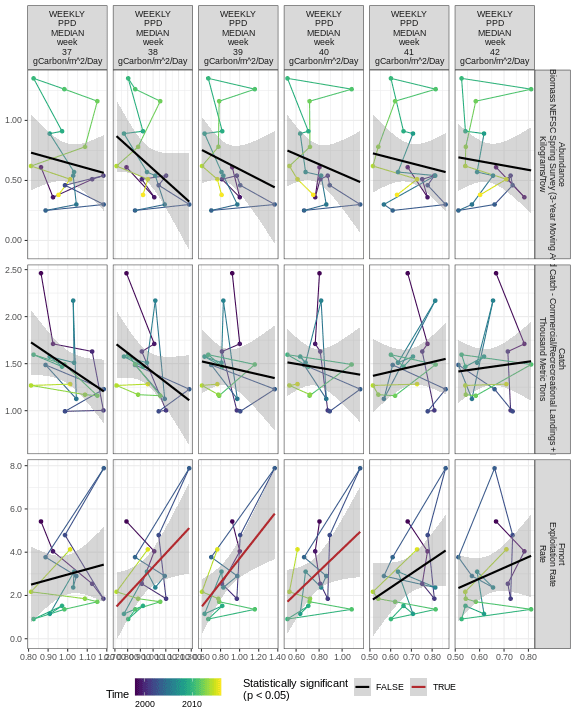 WEEKLY
PPD
MEDIAN
week
37
gCarbon/m^2/Day
WEEKLY
PPD
MEDIAN
week
38
gCarbon/m^2/Day
WEEKLY
PPD
MEDIAN
week
39
gCarbon/m^2/Day
WEEKLY
PPD
MEDIAN
week
40
gCarbon/m^2/Day
WEEKLY
PPD
MEDIAN
week
41
gCarbon/m^2/Day
WEEKLY
PPD
MEDIAN
week
42
gCarbon/m^2/Day
1.00
0.50
0.00
Abundance
Biomass NEFSC Spring Survey (3-Year Moving
Kilograms/Tow
2.50
2.00
1.50
1.00
Catch
Catch - Commercial/Recreational Landings +
Thousand Metric Tons
8.0
6.0
4.0
2.0
0.0
Fmort
Exploitation Rate
Rate
0.80 0.90 1.00 1.10
0.60 0.80 1.00 1.20 1.40
0.60 0.80 1.00
0.50 0.60 0.70 0.80
0.50 0.60 0.70 0.80
Time
2000 2010
Statistically significant
(p < 0.05)
FALSE
TRUE